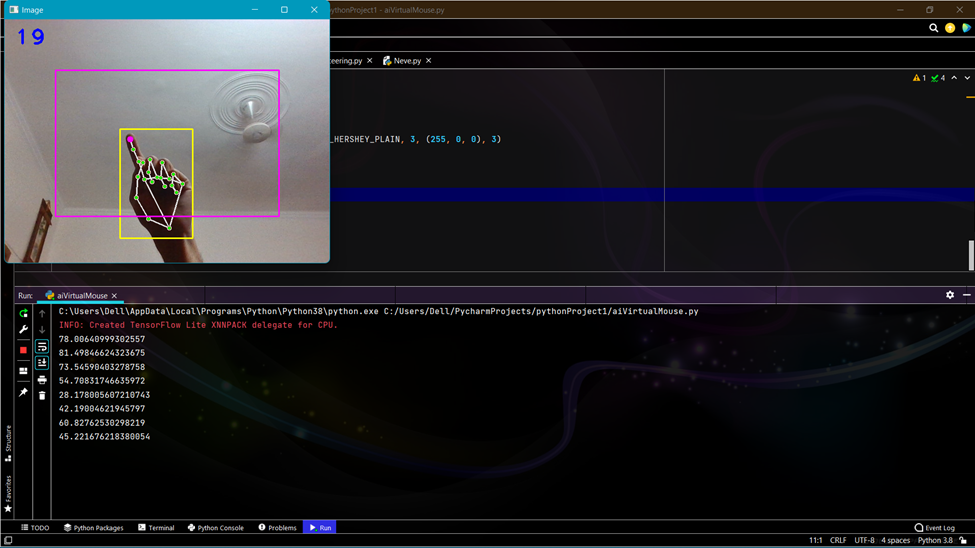 Image
pythonProject1 - aiVirtualMouse.py
19
eering.py
Neve.py
1 4
_HERSHEY_PLAIN, 3, (255, 0, 0), 3)
Run: aiVirtualMouse
C:\Users\Dell\AppData\Local\Programs\Python\Python38\python.exe C:/Users/Dell/PycharmProjects/pythonProject1/aiVirtualMouse.py
INFO: Created TensorFlow Lite XNNPACK delegate for CPU.
78.00640999302557
81.49846624323675
73.54590403278758
54.70831746635972
28.178005607210743
42.19004621945797
60.82762530298219
45.221676218380054
Structure
Favorites
TODO Python Packages Terminal Python Console Problems Run Event Log
11:1 CRLF UTF-8 4 spaces Python 3.8